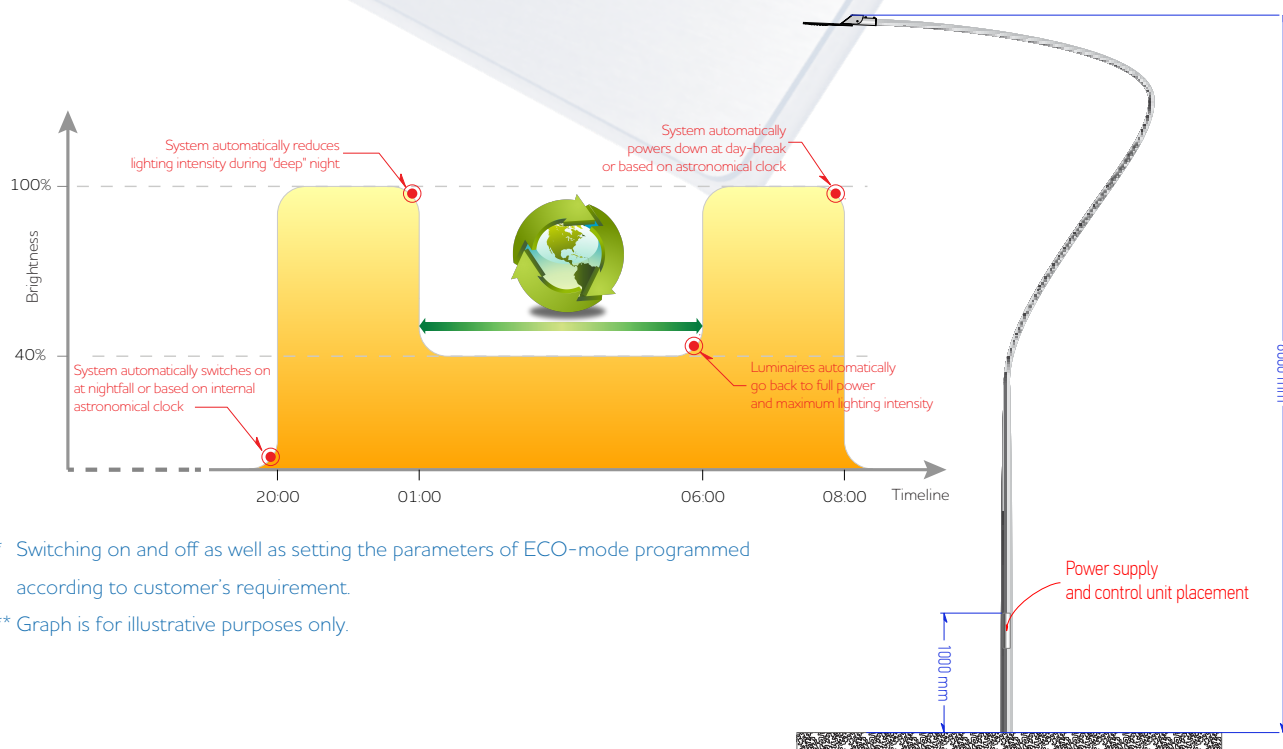 System automatically reduces
lighting intensity during "deep" night
System automatically
powers down at day-break
or based on astronomical clock
100%
Brightness
40%
System automatically switches on
at nightfall or based on internal
astronomical clock
Luminaires automatically
go back to full power
and maximum lighting intensity
20:00
01:00
06:00
08:00
Timeline
* Switching on and off as well as setting the parameters of ECO-mode programmed
according to customer's requirement.
** Graph is for illustrative purposes only.
Power supply
and control unit placement
1000 mm
mm